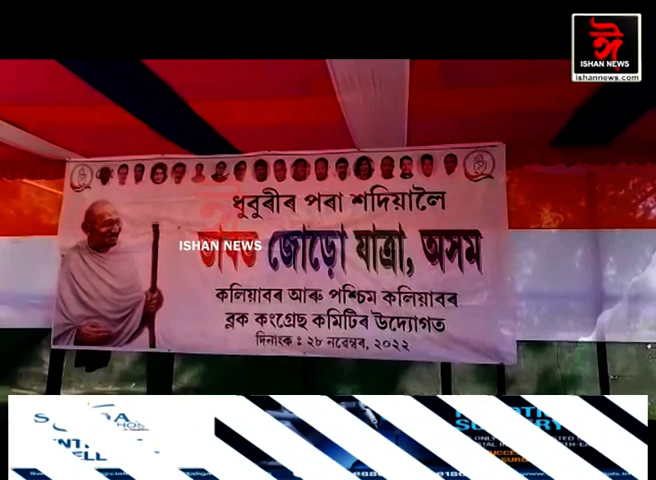 ঈ
ISHAN NEWS
ishannews.com
ধুবুৰীৰ পৰা শদিয়ালৈ
ভাৰত জোড়ো যাত্ৰা, অসম
ISHAN NEWS
কলিয়াবৰ আৰু পশ্চিম কলিয়াবৰ
ব্লক কংগ্ৰেছ কমিটিৰ উদ্যোগত
দিনাংক : ২৮ নৱেম্বৰ, ২০২২